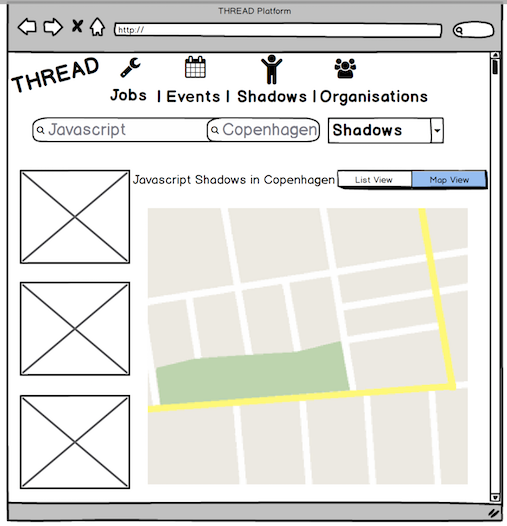 THREAD Platform
http://
THREAD
Jobs | Events | Shadows | Organisations
Javascript Copenhagen Shadows
Javascript Shadows in Copenhagen List View Map View